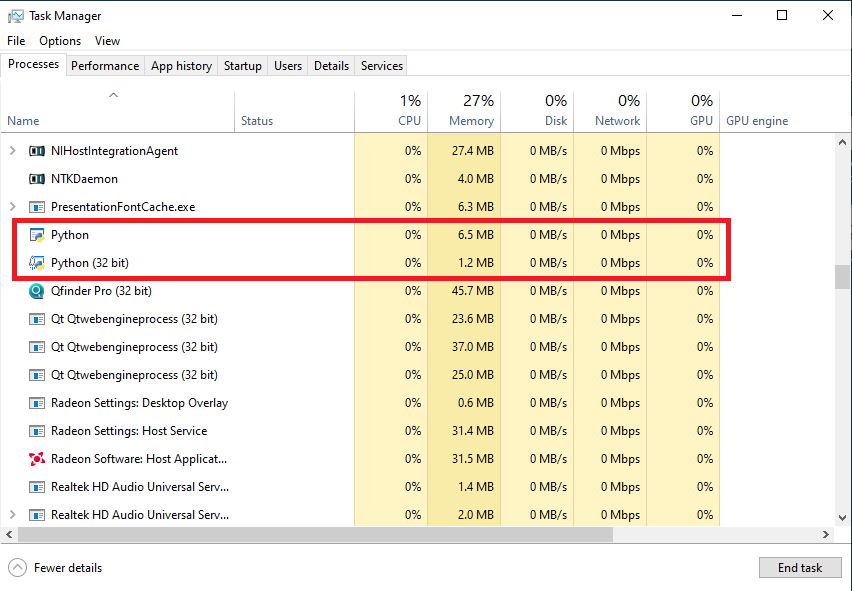 Task Manager
File Options View
Processes Performance App history Startup Users Details Services
1% 27% 0% 0% 0%
Name Status CPU Memory Disk Network GPU GPU engine
NIHostIntegrationAgent 0% 27.4 MB 0 MB/s 0 Mbps 0%
NTKDaemon 0% 4.0 MB 0 MB/s 0 Mbps 0%
PresentationFontCache.exe 0% 6.3 MB 0 MB/s 0 Mbps 0%
Python 0% 6.5 MB 0 MB/s 0 Mbps 0%
Python (32 bit) 0% 1.2 MB 0 MB/s 0 Mbps 0%
Qfinder Pro (32 bit) 0% 45.7 MB 0 MB/s 0 Mbps 0%
Qt Qtwebengineprocess (32 bit) 0% 23.6 MB 0 MB/s 0 Mbps 0%
Qt Qtwebengineprocess (32 bit) 0% 37.0 MB 0 MB/s 0 Mbps 0%
Qt Qtwebengineprocess (32 bit) 0% 25.0 MB 0 MB/s 0 Mbps 0%
Radeon Settings: Desktop Overlay 0% 0.6 MB 0 MB/s 0 Mbps 0%
Radeon Settings: Host Service 0% 31.4 MB 0 MB/s 0 Mbps 0%
Radeon Software: Host Applicat... 0% 31.5 MB 0 MB/s 0 Mbps 0%
Realtek HD Audio Universal Serv... 0% 1.4 MB 0 MB/s 0 Mbps 0%
Realtek HD Audio Universal Serv... 0% 2.0 MB 0 MB/s 0 Mbps 0%
Fewer details End task